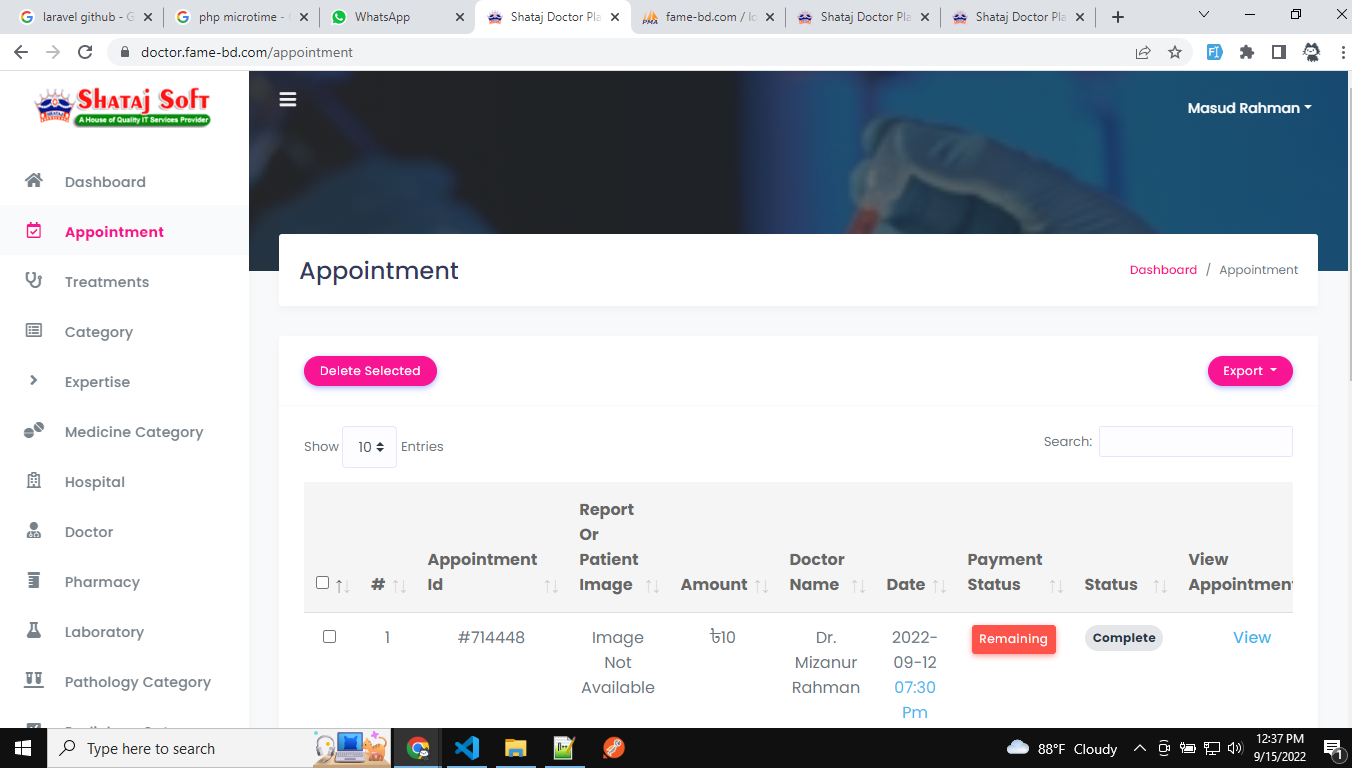 laravel github - G
php microtime -
WhatsApp
Shataj Doctor Pla
fame-bd.com / lo
Shataj Doctor Pla
Shataj Doctor Pla
doctor.fame-bd.com/appointment
Shataj Soft
A House of Quality IT Services Provider
Masud Rahman
Dashboard
Appointment
Treatments
Category
Expertise
Medicine Category
Hospital
Doctor
Pharmacy
Laboratory
Pathology Category
Appointment
Dashboard / Appointment
Delete Selected
Export
Show 10 Entries
Search:
#
Appointment
Id
Report
Or
Patient
Image
Amount
Doctor
Name
Date
Payment
Status
Status
View
Appointment
1
#714448
Image
Not
Available
৳10
Dr.
Mizanur
Rahman
2022-
09-12
07:30
Pm
Remaining
Complete
View
Type here to search
88°F Cloudy
12:37 PM
9/15/2022
1